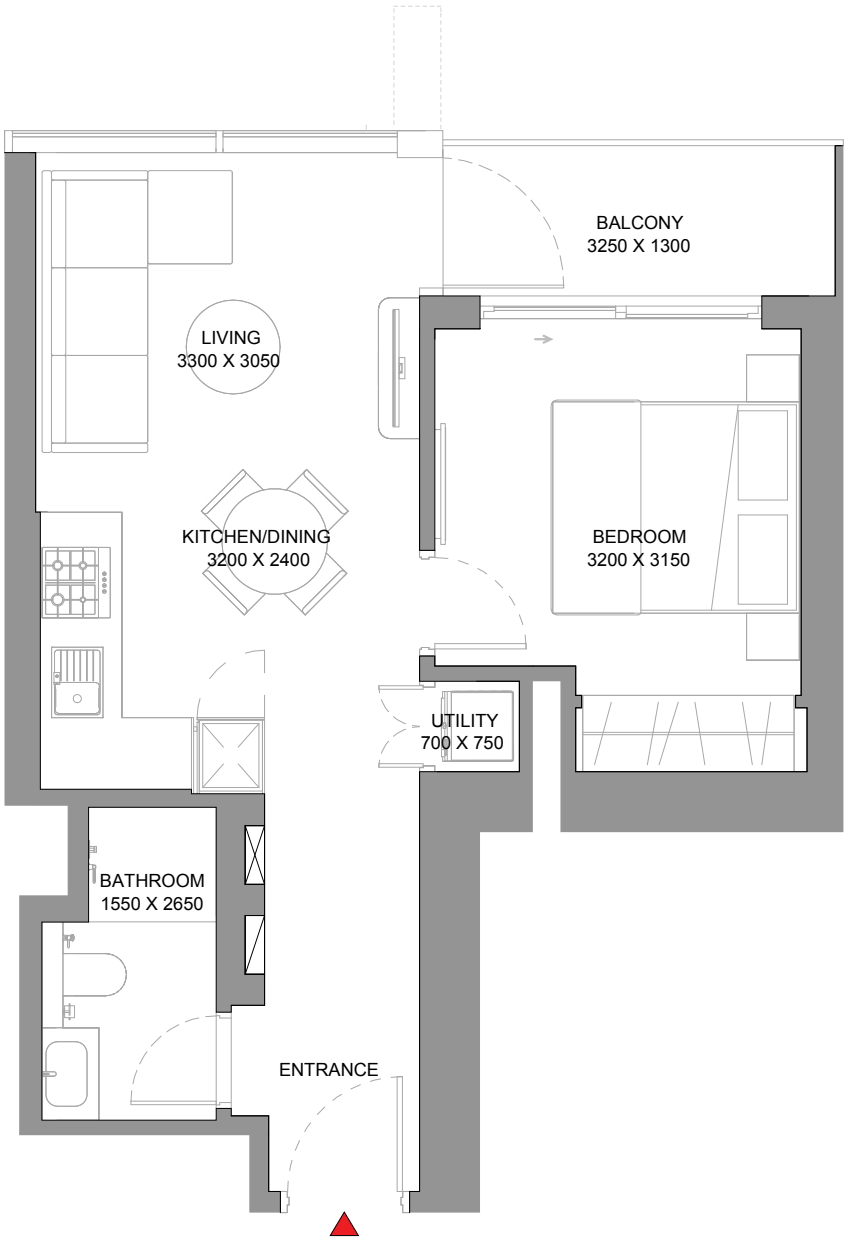 BALCONY
3250 X 1300
LIVING
3300 X 3050
KITCHEN/DINING
3200 X 2400
BEDROOM
3200 X 3150
UTILITY
700 X 750
BATHROOM
1550 X 2650
ENTRANCE